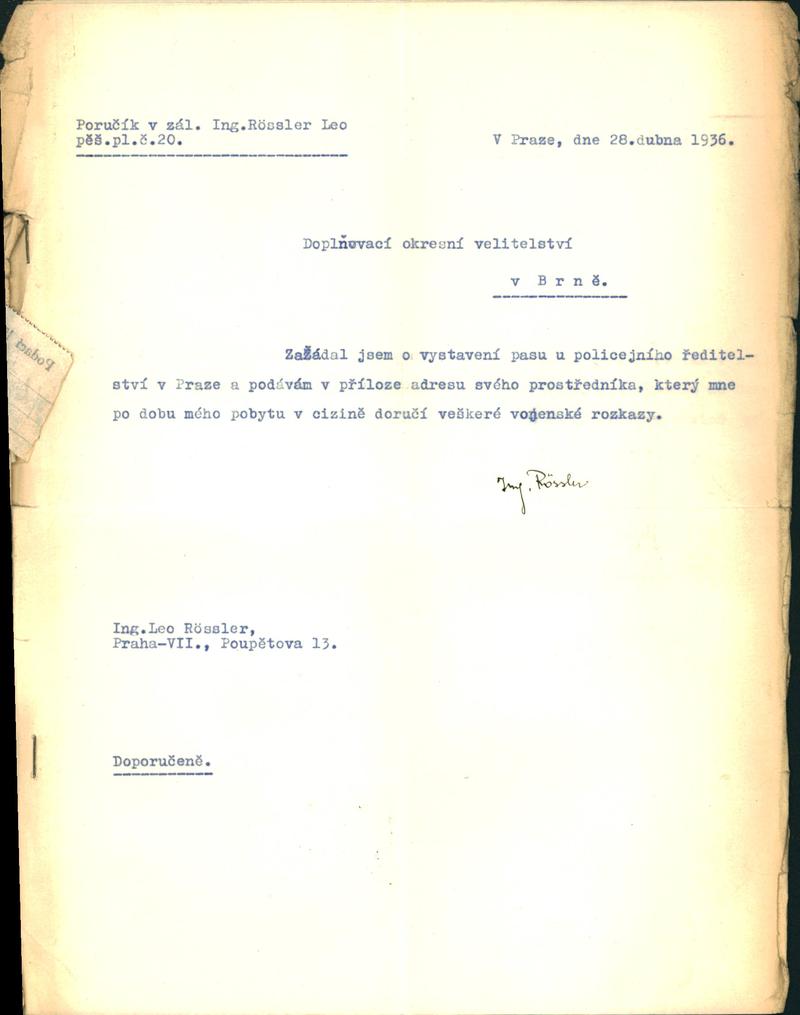 Poručík v zál. Ing.Rössler Leo
pěš.pl.č.20.
V Praze, dne 28.dubna 1936.
Doplňovací okresní velitelství
v B r n ě.
Zažádal jsem o vystavení pasu u policejního ředitel-
ství v Praze a podávám v příloze adresu svého prostředníka, který mne
po dobu mého pobytu v cizině doručí veškeré vojenské rozkazy.
Ing. Rössler
Ing.Leo Rössler,
Praha-VII., Poupětova 13.
Doporučeně.
Podací